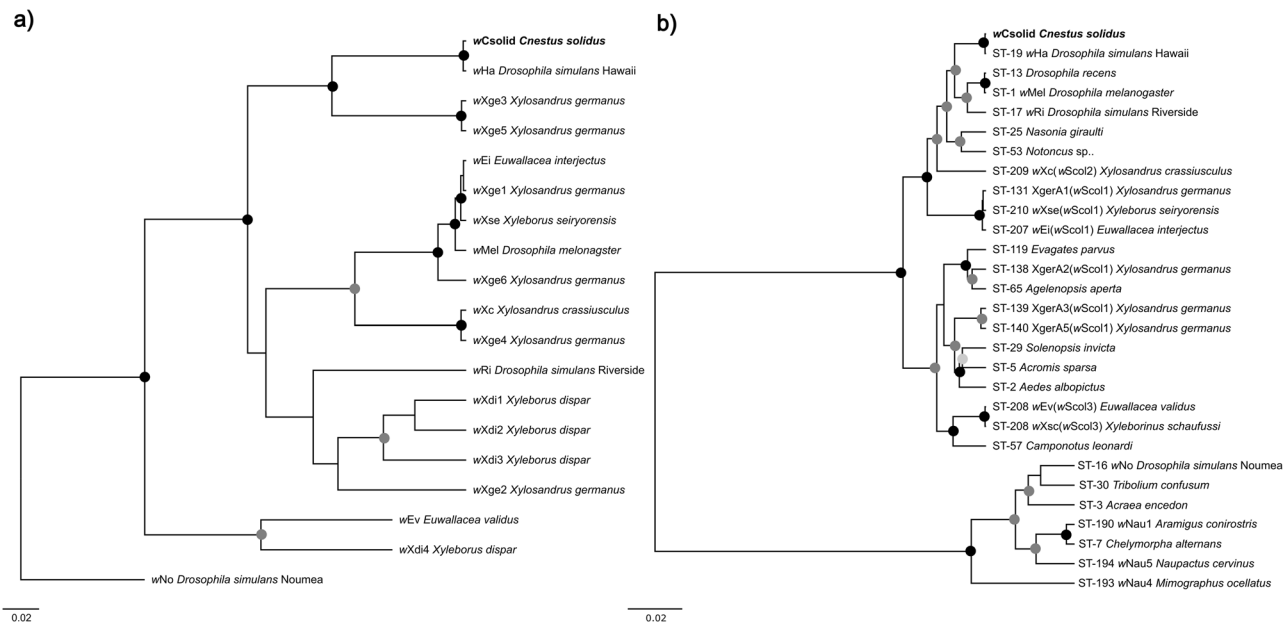 a)
wCsolid Cnestus solidus
wHa Drosophila simulans Hawaii
wXge3 Xylosandrus germanus
wXge5 Xylosandrus germanus
wEi Euwallacea interjectus
wXge1 Xylosandrus germanus
wXse Xyleborus seiryorensis
wMel Drosophila melonagster
wXge6 Xylosandrus germanus
wXc Xylosandrus crassiusculus
wXge4 Xylosandrus germanus
wRi Drosophila simulans Riverside
wXdi1 Xyleborus dispar
wXdi2 Xyleborus dispar
wXdi3 Xyleborus dispar
wXge2 Xylosandrus germanus
wEv Euwallacea validus
wXdi4 Xyleborus dispar
wNo Drosophila simulans Noumea
0.02
b)
wCsolid Cnestus solidus
ST-19 wHa Drosophila simulans Hawaii
ST-13 Drosophila recens
ST-1 wMel Drosophila melanogaster
ST-17 wRi Drosophila simulans Riverside
ST-25 Nasonia giraulti
ST-53 Notoncus sp..
ST-209 wXc(wScol2) Xylosandrus crassiusculus
ST-131 XgerA1(wScol1) Xylosandrus germanus
ST-210 wXse(wScol1) Xyleborus seiryorensis
ST-207 wEi(wScol1) Euwallacea interjectus
ST-119 Evagates parvus
ST-138 XgerA2(wScol1) Xylosandrus germanus
ST-65 Agelenopsis aperta
ST-139 XgerA3(wScol1) Xylosandrus germanus
ST-140 XgerA5(wScol1) Xylosandrus germanus
ST-29 Solenopsis invicta
ST-5 Acromis sparsa
ST-2 Aedes albopictus
ST-208 wEv(wScol3) Euwallacea validus
ST-208 wXsc(wScol3) Xyleborinus schaufussi
ST-57 Camponotus leonardi
ST-16 wNo Drosophila simulans Noumea
ST-30 Tribolium confusum
ST-3 Acraea encedon
ST-190 wNau1 Aramigus conirostris
ST-7 Chelymorpha alternans
ST-194 wNau5 Naupactus cervinus
ST-193 wNau4 Mimographus ocellatus
0.02